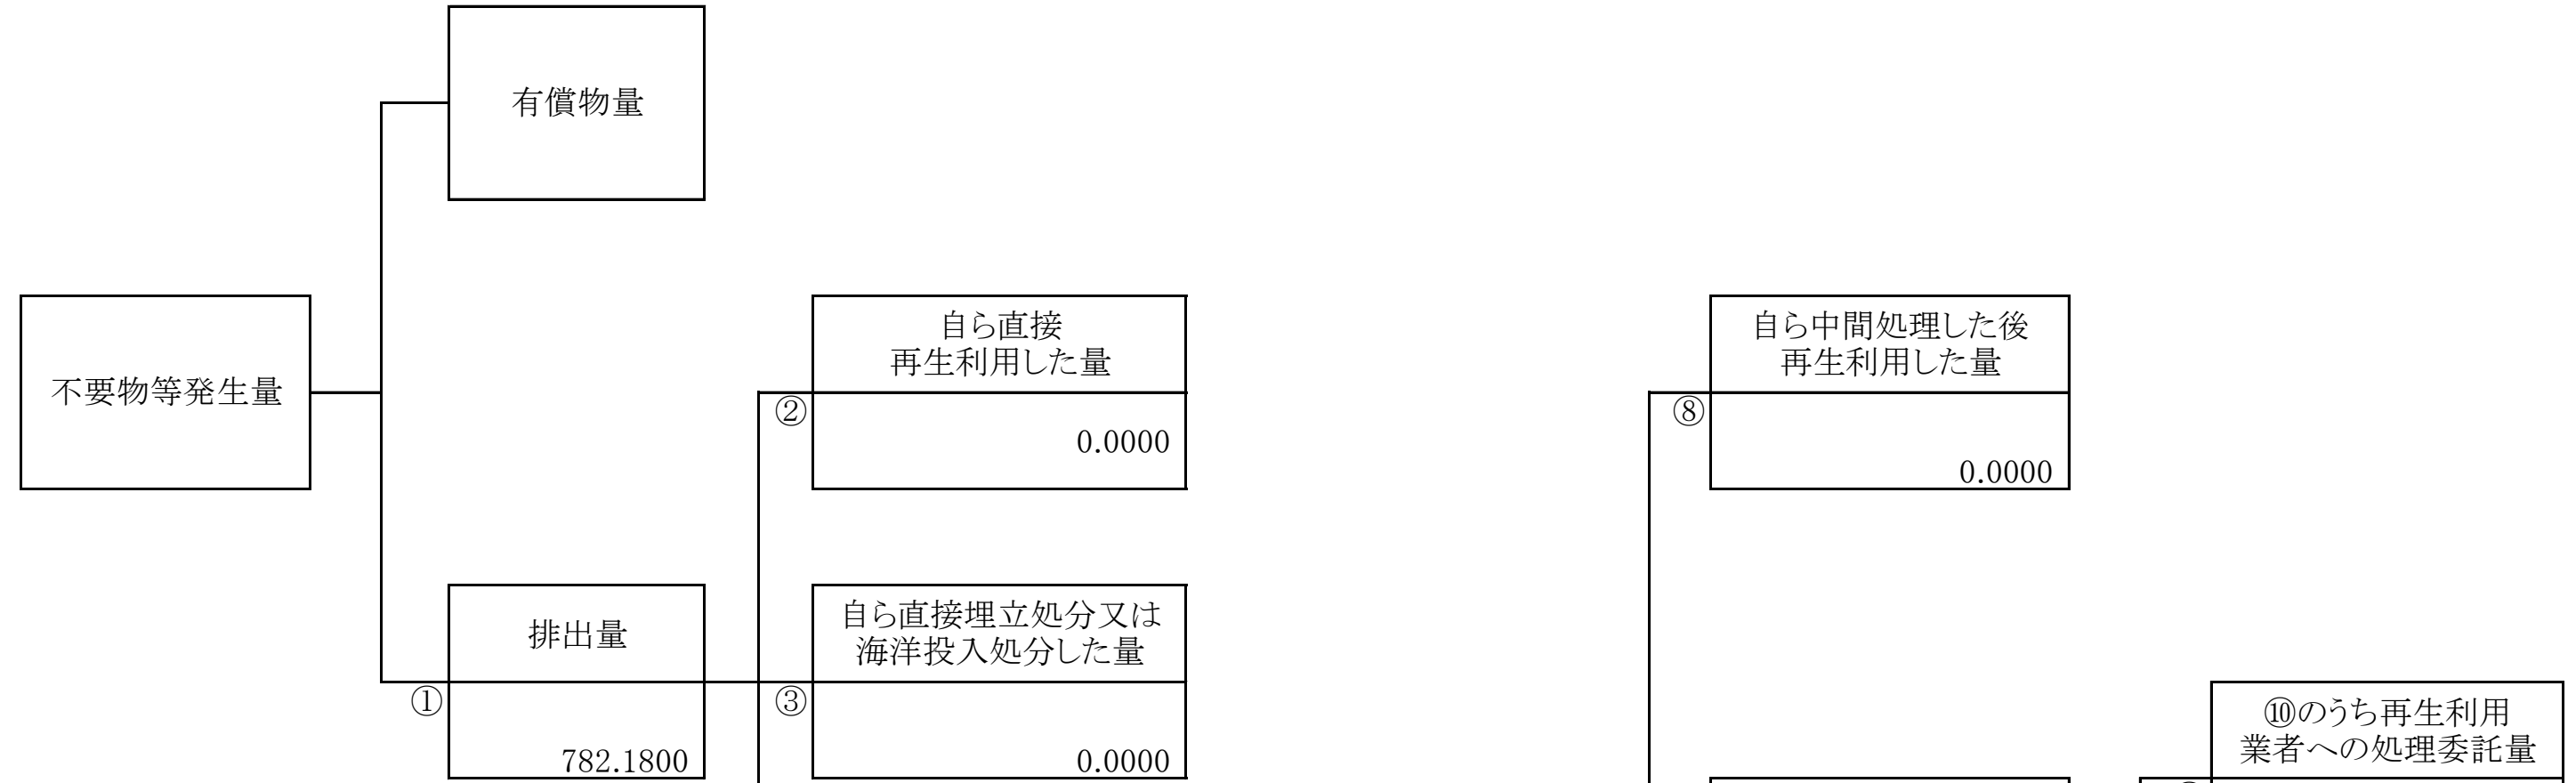 有償物量
不要物等発生量
自ら直接
再生利用した量
②
0.0000
自ら中間処理した後
再生利用した量
⑧
0.0000
排出量
①
782.1800
自ら直接埋立処分又は
海洋投入処分した量
③
0.0000
⑩のうち再生利用
業者への処理委託量